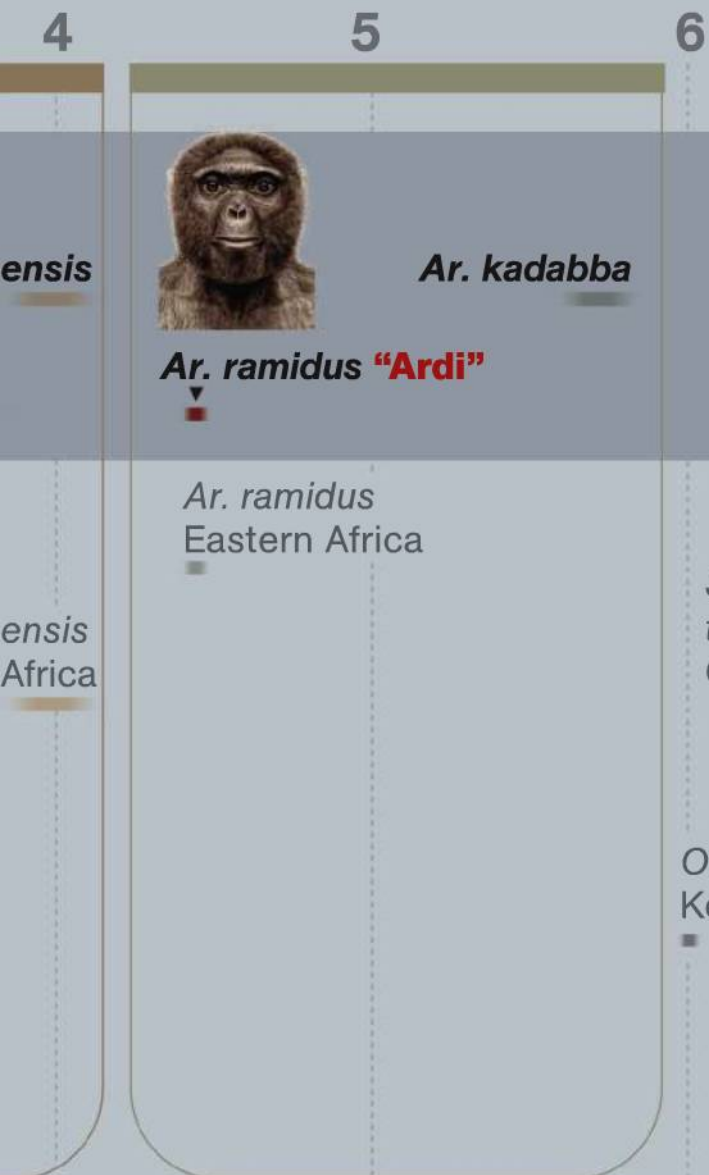 4 5 6
ensis
Ar. kadabba
Ar. ramidus “Ardi”
Ar. ramidus
Eastern Africa
ensis
Africa